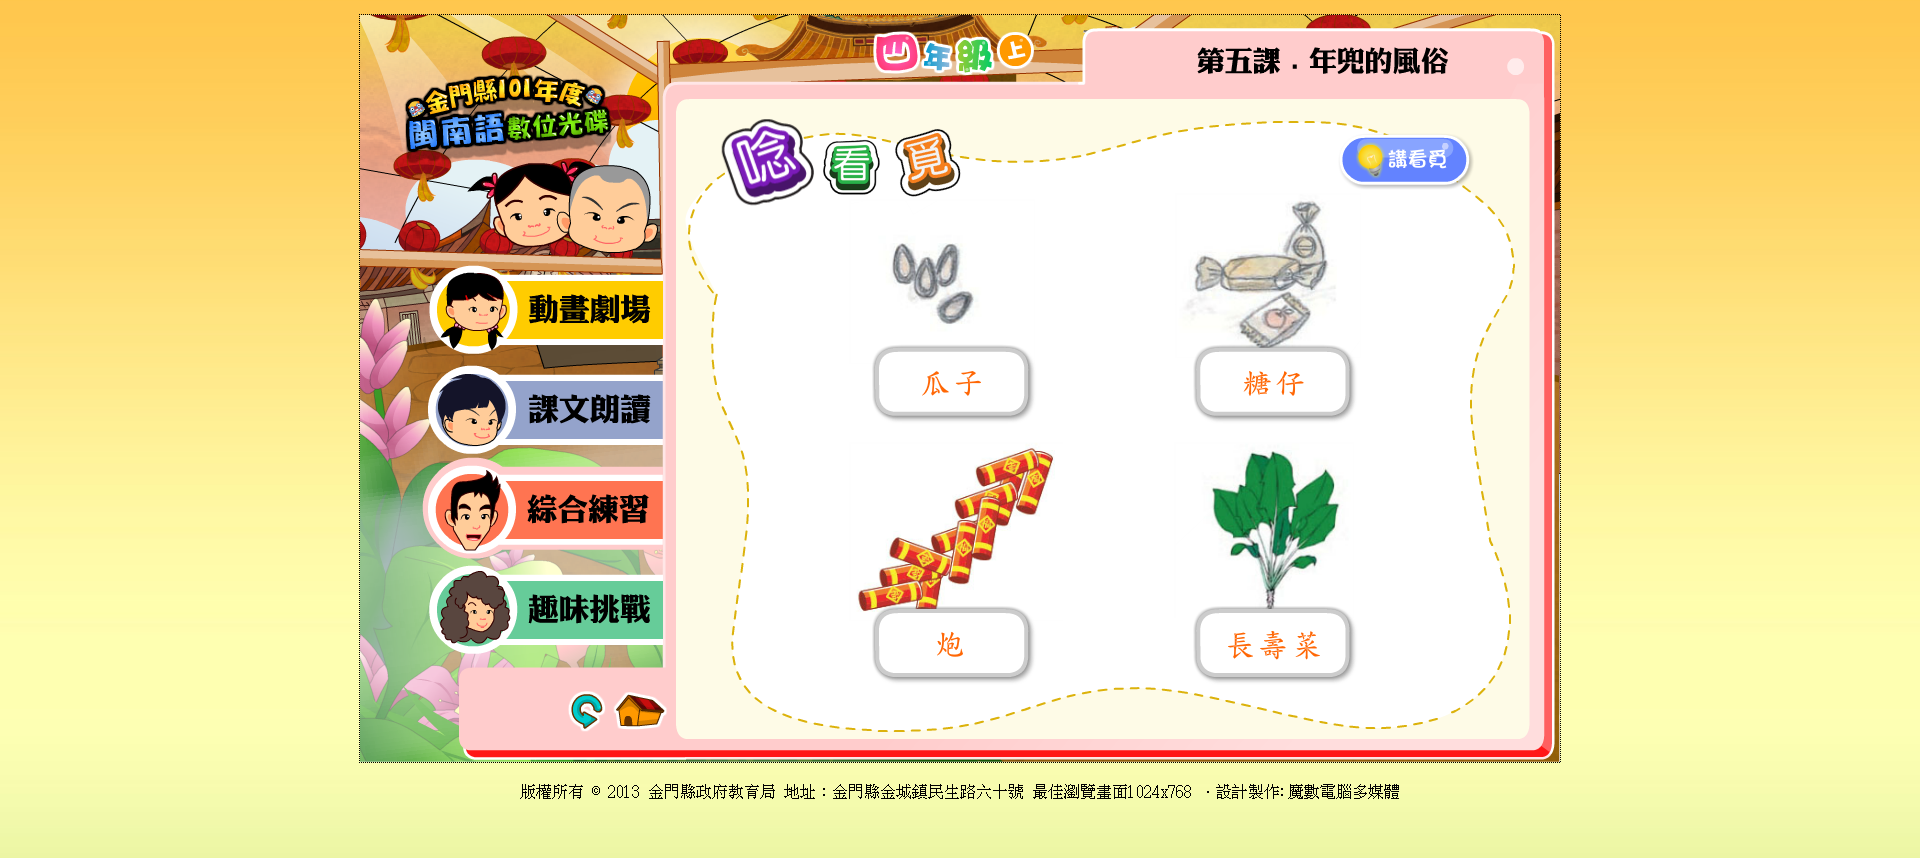 四年級上
第五課．年兜的風俗
金門縣101年度
閩南語數位光碟
唸看覓
講看覓
動畫劇場
課文朗讀
綜合練習
趣味挑戰
瓜子
糖仔
炮
長壽菜
版權所有 © 2013 金門縣政府教育局 地址：金門縣金城鎮民生路六十號 最佳瀏覽畫面1024x768 ‧設計製作: 魔數電腦多媒體